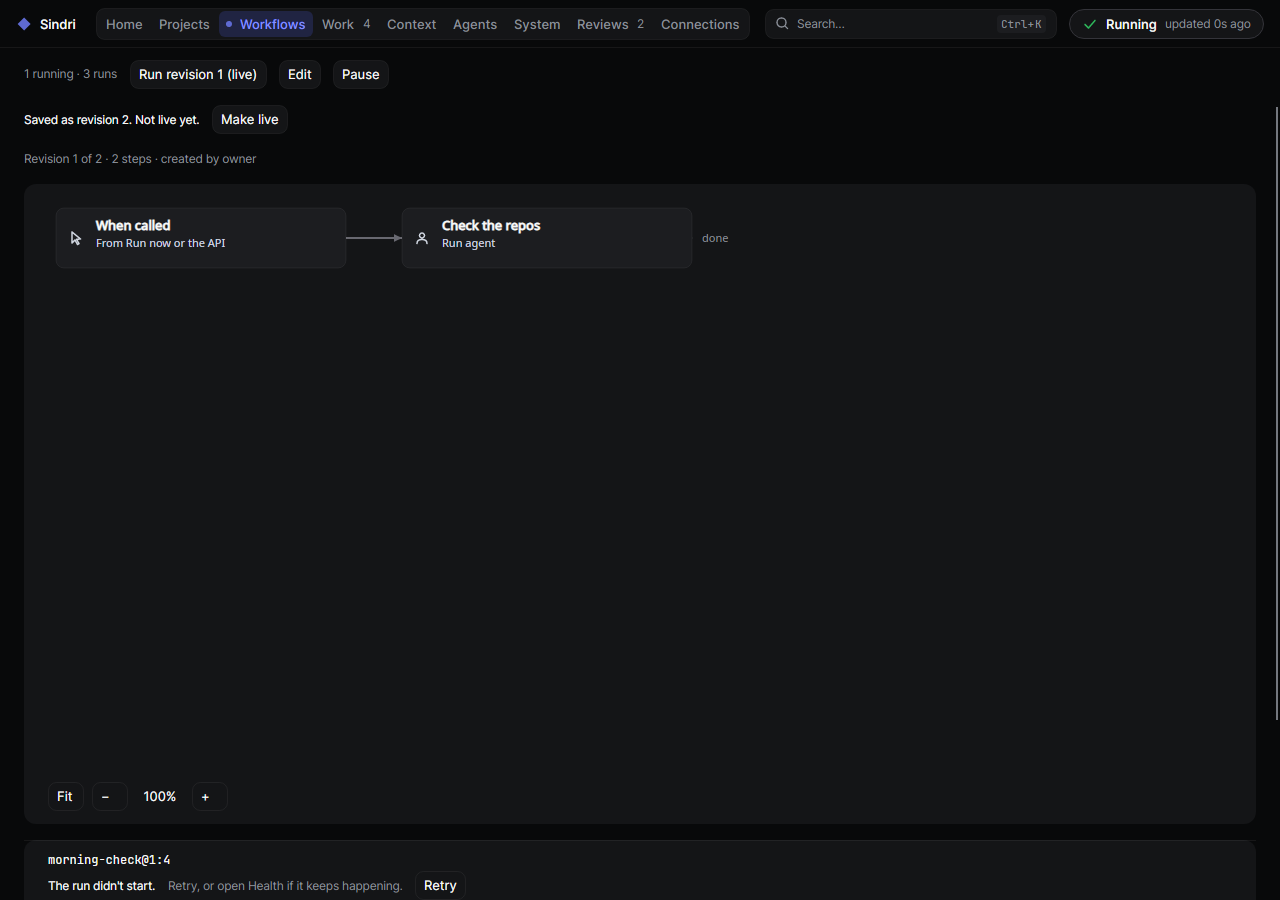 Sindri Home Projects Workflows Work 4 Context Agents System Reviews 2 Connections Search... Ctrl+K Running updated 0s ago
1 running · 3 runs Run revision 1 (live) Edit Pause
Saved as revision 2. Not live yet. Make live
Revision 1 of 2 · 2 steps · created by owner
When called
From Run now or the API
Check the repos
Run agent
done
Fit − 100% +
morning-check@1:4
The run didn't start. Retry, or open Health if it keeps happening. Retry